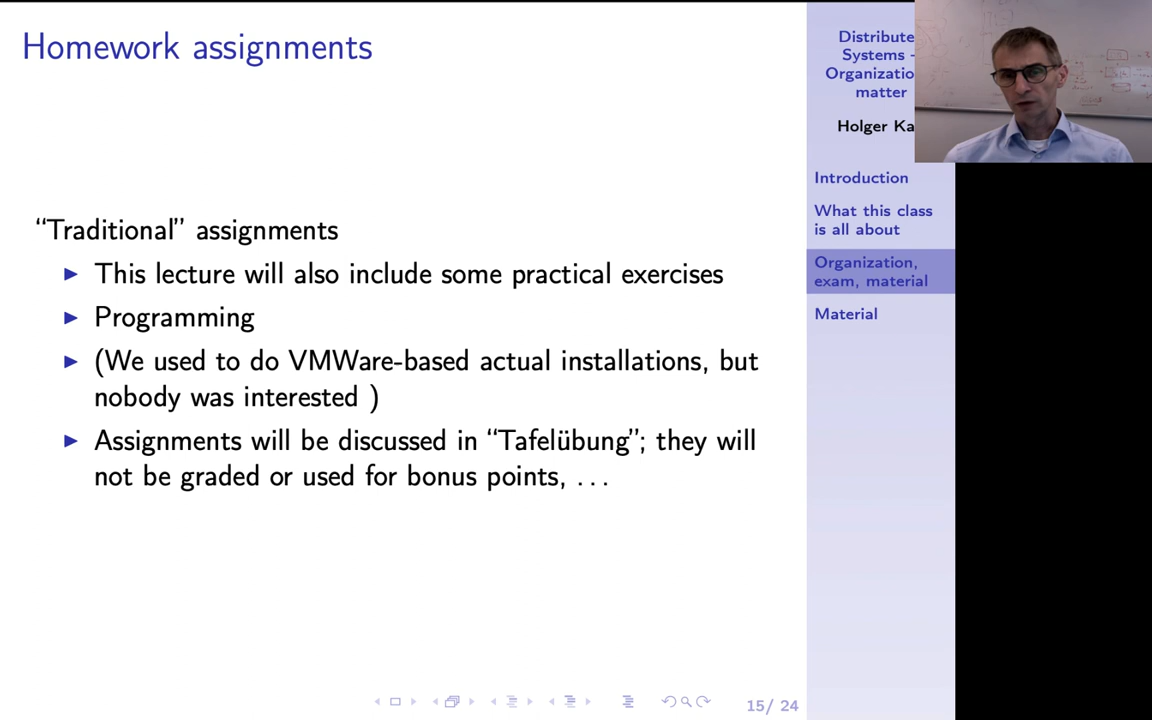 Homework assignments
“Traditional” assignments
▶ This lecture will also include some practical exercises
▶ Programming
▶ (We used to do VMWare-based actual installations, but
nobody was interested )
▶ Assignments will be discussed in “Tafelübung”; they will
not be graded or used for bonus points, . . .
Distribute
Systems -
Organizatio
matter
Holger Ka
Introduction
What this class
is all about
Organization,
exam, material
Material
15/ 24